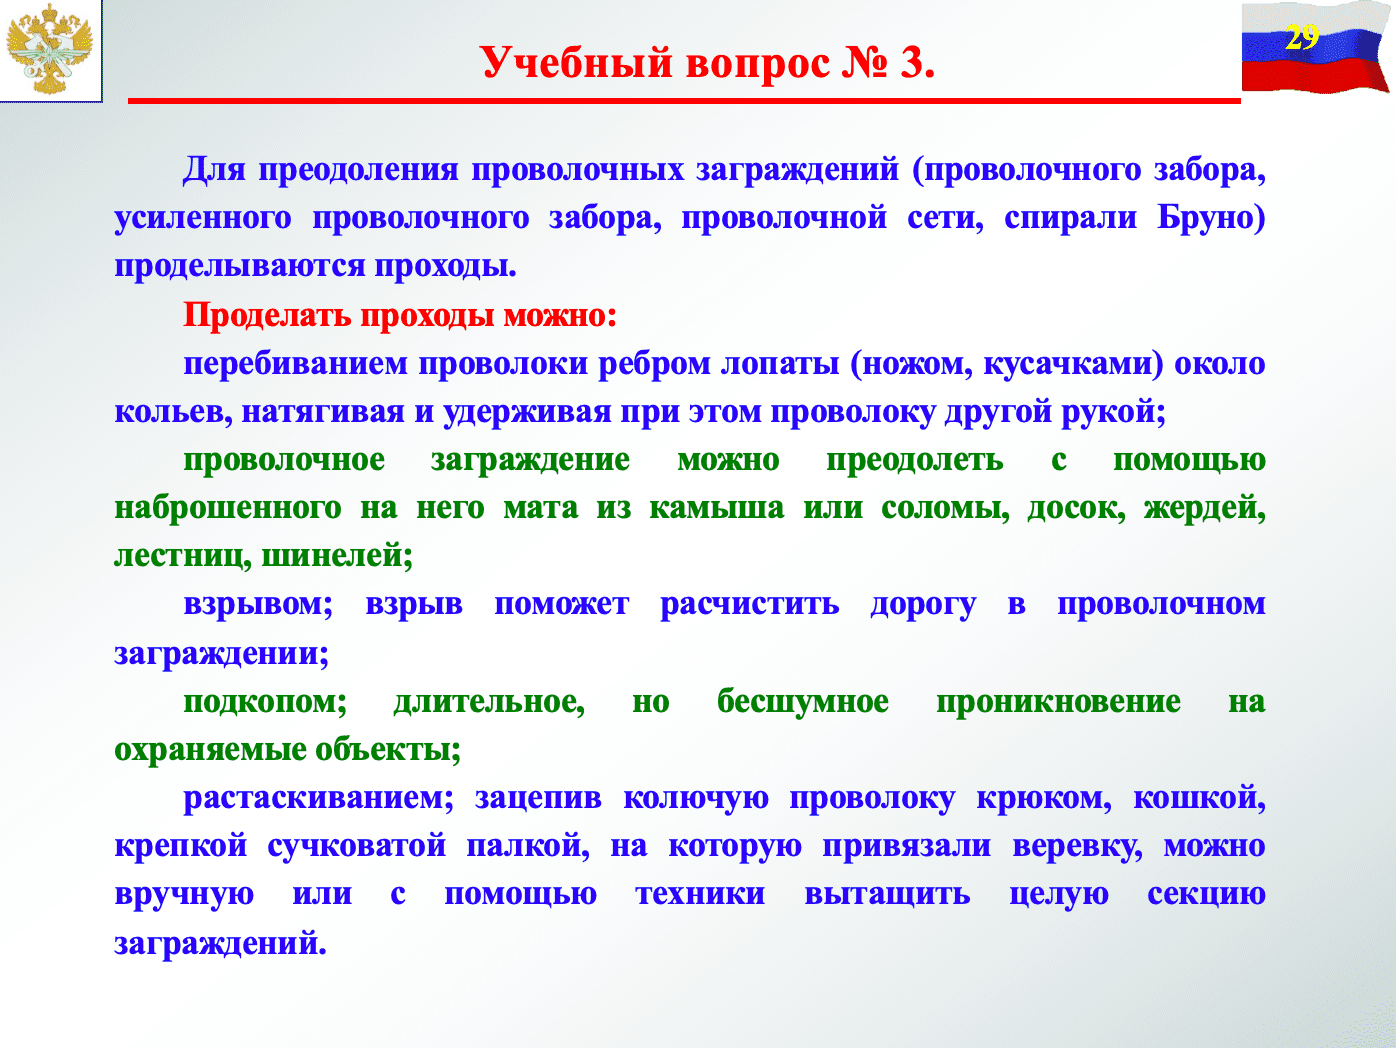 29
Учебный вопрос № 3.
Для преодоления проволочных заграждений (проволочного забора,
усиленного проволочного забора, проволочной сети, спирали Бруно)
проделываются проходы.
Проделать проходы можно:
перебиванием проволоки ребром лопаты (ножом, кусачками) около
кольев, натягивая и удерживая при этом проволоку другой рукой;
проволочное заграждение можно преодолеть с помощью
наброшенного на него мата из камыша или соломы, досок, жердей,
лестниц, шинелей;
взрывом; взрыв поможет расчистить дорогу в проволочном
заграждении;
подкопом; длительное, но бесшумное проникновение на
охраняемые объекты;
растаскиванием; зацепив колючую проволоку крюком, кошкой,
крепкой сучковатой палкой, на которую привязали веревку, можно
вручную или с помощью техники вытащить целую секцию
заграждений.